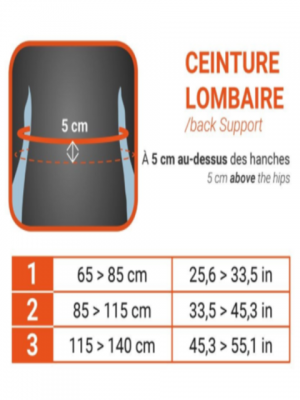 CEINTURE
LOMBAIRE
/back Support
5 cm
À 5 cm au-dessus des hanches
5 cm above the hips
1 65 > 85 cm 25,6 > 33,5 in
2 85 > 115 cm 33,5 > 45,3 in
3 115 > 140 cm 45,3 > 55,1 in